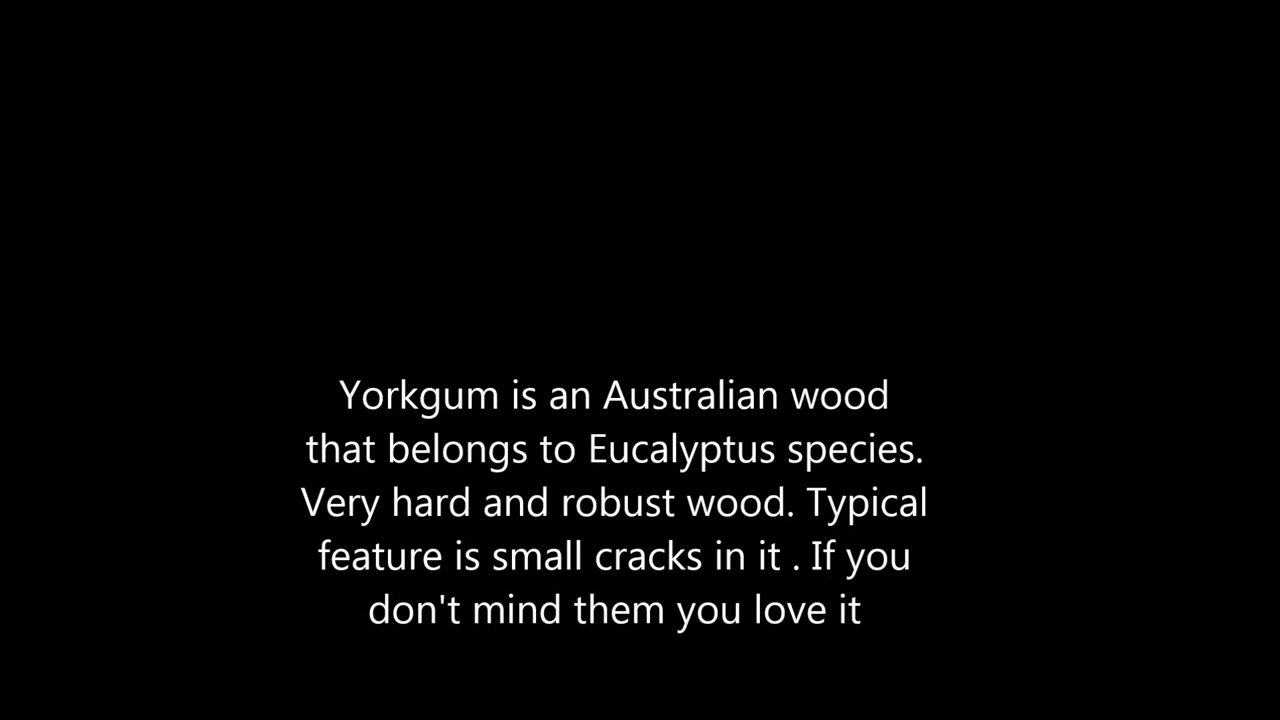 Yorkgum is an Australian wood
that belongs to Eucalyptus species.
Very hard and robust wood. Typical
feature is small cracks in it . If you
don't mind them you love it